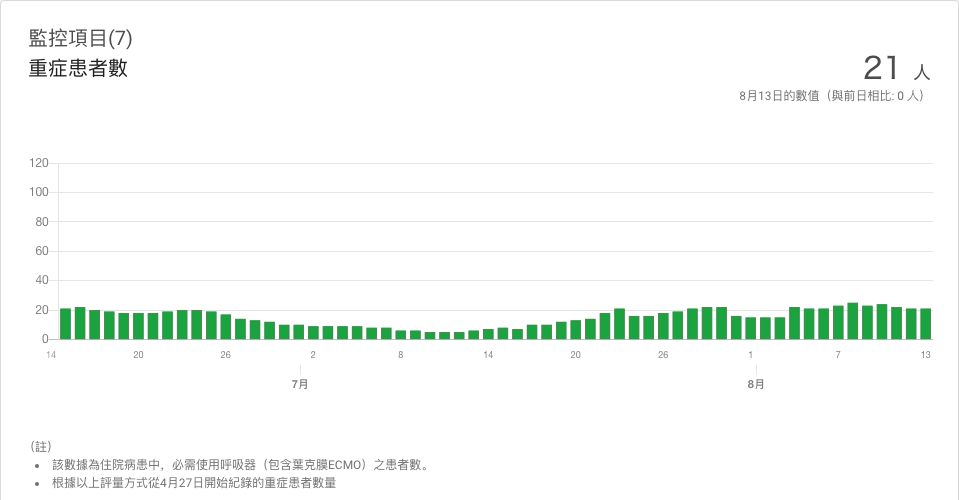 監控項目(7)
重症患者數
21 人
8月13日的數值（與前日相比: 0 人）
120
100
80
60
40
20
0
14 20 26 2 8 14 20 26 1 7 13
7月 8月
（註）
該數據為住院病患中，必需使用呼吸器（包含葉克膜ECMO）之患者數。
根據以上評量方式從4月27日開始紀錄的重症患者數量